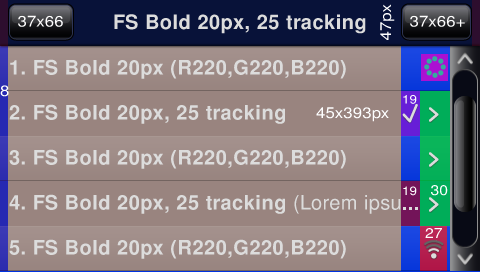 37x66 FS Bold 20px, 25 tracking 47px 37x66+
1. FS Bold 20px (R220,G220,B220)
8
2. FS Bold 20px, 25 tracking 45x393px 19
3. FS Bold 20px (R220,G220,B220)
4. FS Bold 20px, 25 tracking (Lorem ipsu... 19 30
5. FS Bold 20px (R220,G220,B220) 27